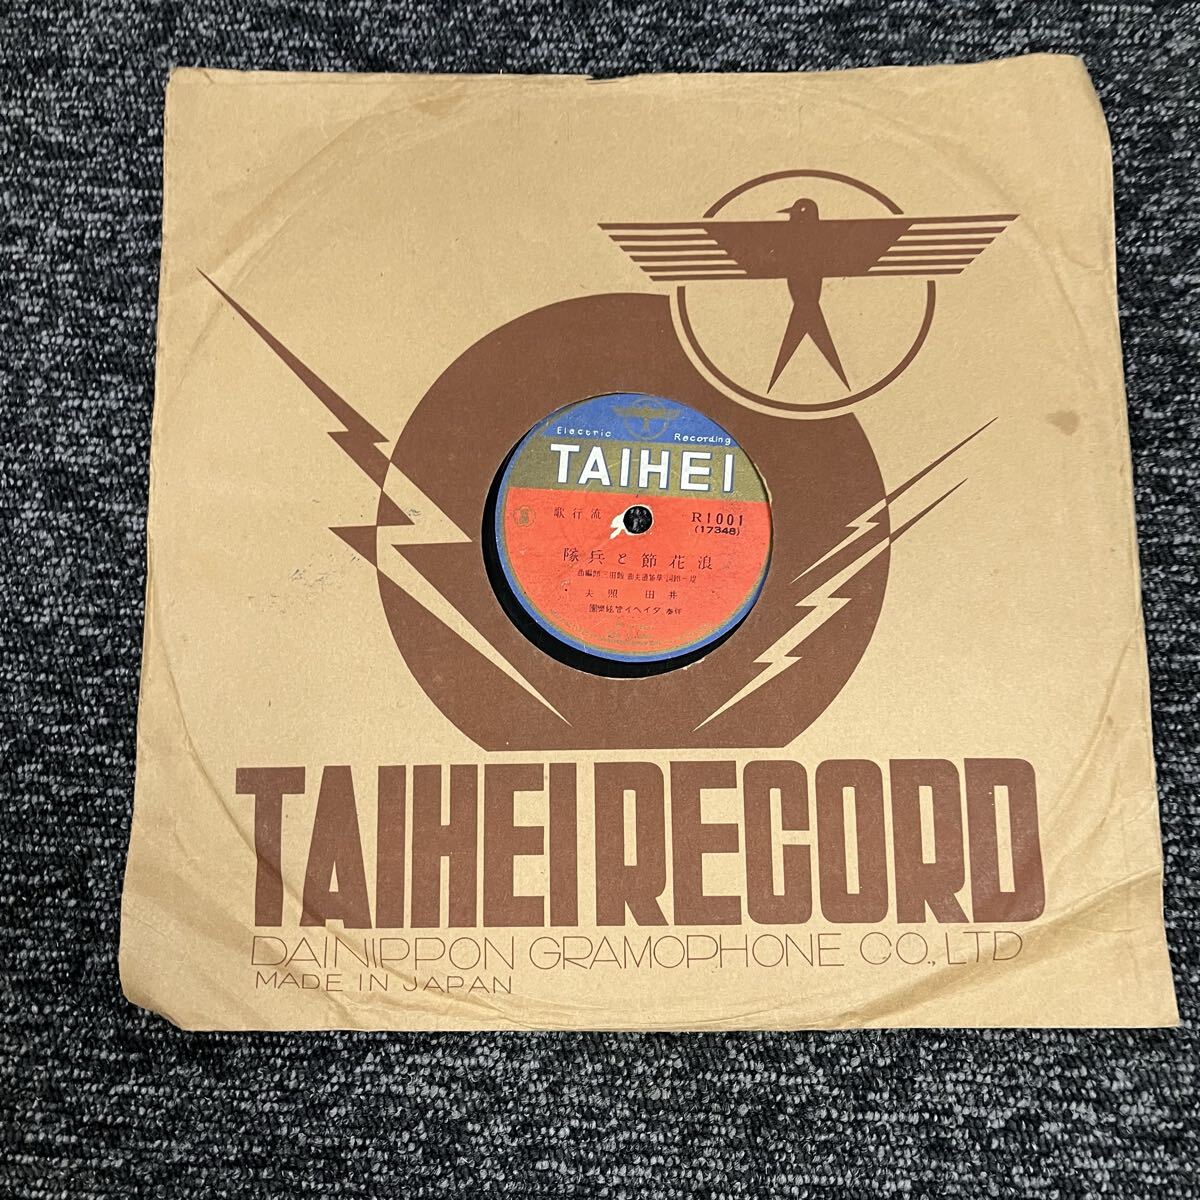 Electric Recording
TAIHEI
歌行流
R1001
(17348)
隊兵と節花浪
夫照田井
團樂絃管イヘイタ 奏伴
TAIHEI RECORD
DAINIPPON GRAMOPHONE CO., LTD
MADE IN JAPAN